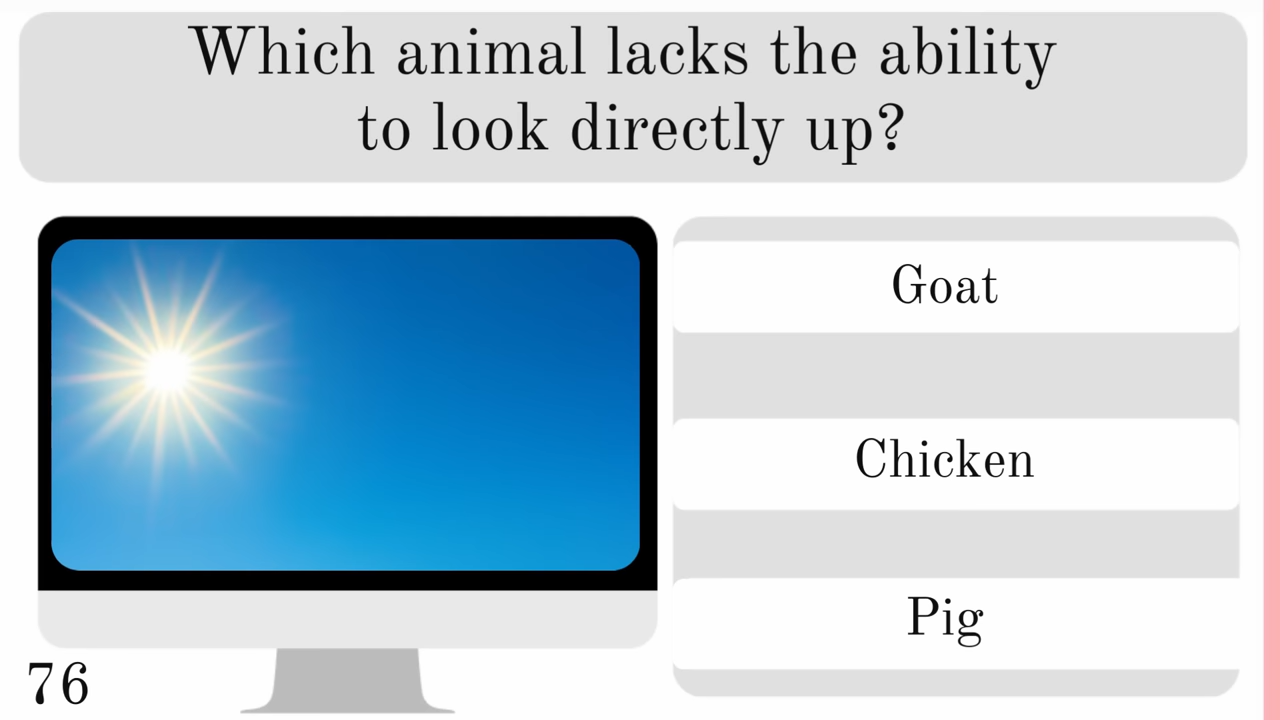 Which animal lacks the ability
to look directly up?
Goat
Chicken
Pig
76